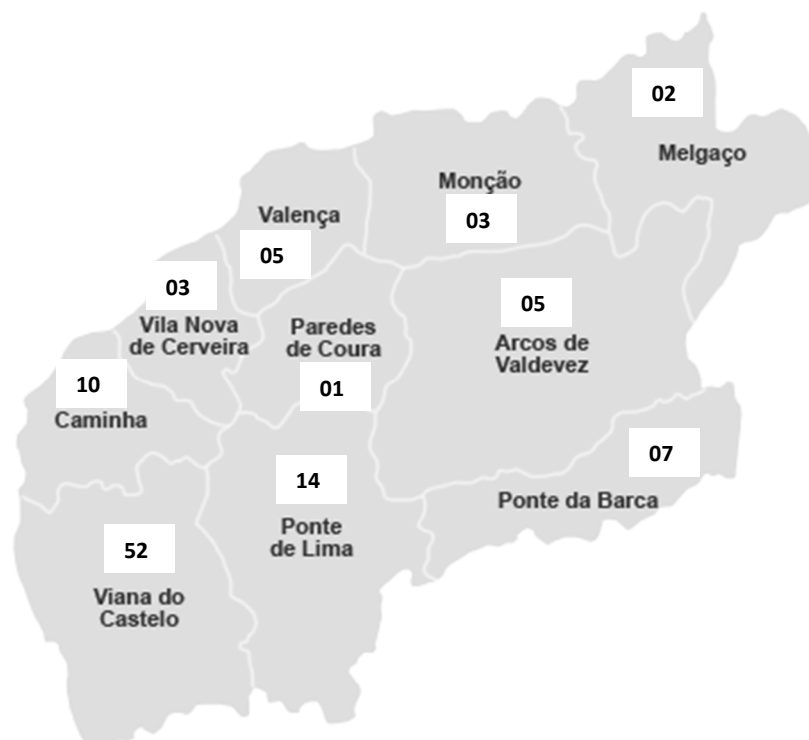 02
Melgaço
Monção
03
Valença
05
03
Vila Nova
de Cerveira
Paredes
de Coura
01
05
Arcos de
Valdevez
10
Caminha
07
Ponte da Barca
14
Ponte
de Lima
52
Viana do
Castelo